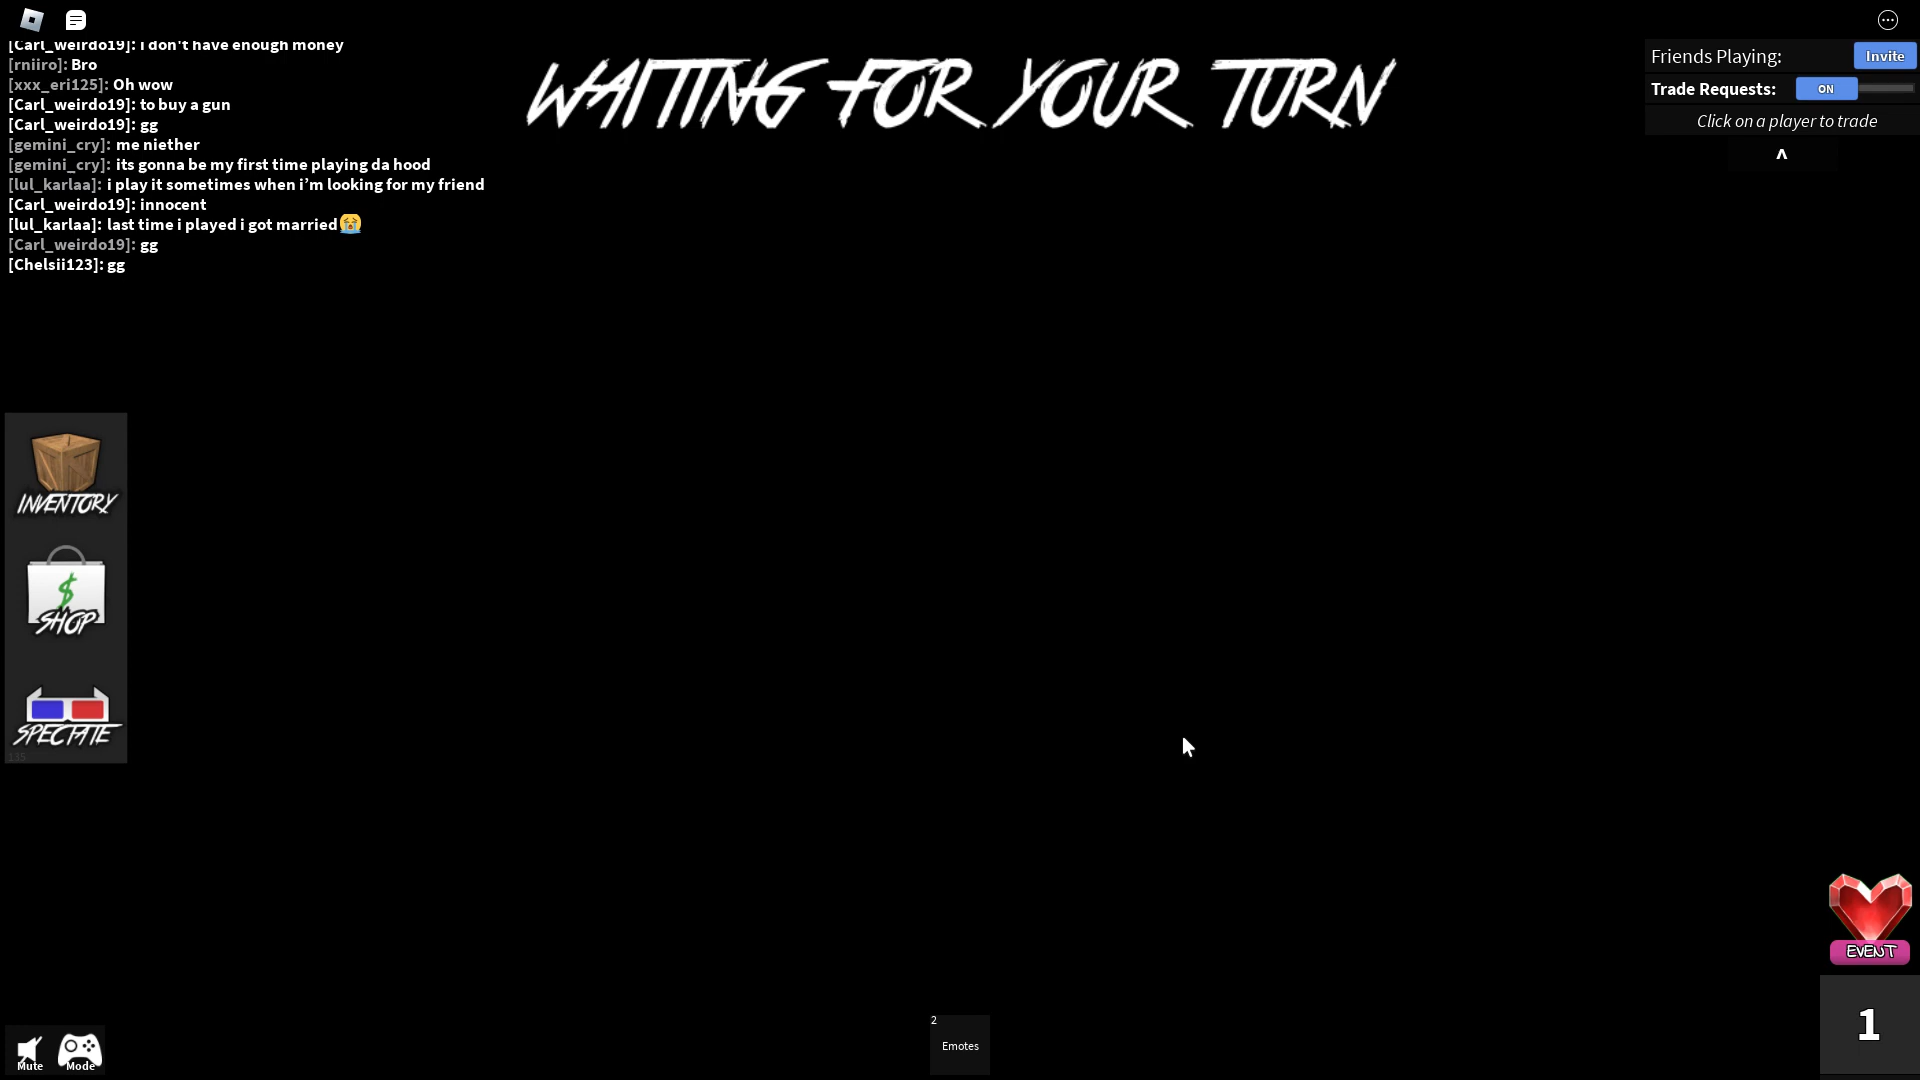 [Carl_weirdo19]: i don't have enough money
[rniiro]: Bro
[xxx_eri125]: Oh wow
[Carl_weirdo19]: to buy a gun
[Carl_weirdo19]: gg
[gemini_cry]: me niether
[gemini_cry]: its gonna be my first time playing da hood
[lul_karlaa]: i play it sometimes when i’m looking for my friend
[Carl_weirdo19]: innocent
[lul_karlaa]: last time i played i got married😭
[Carl_weirdo19]: gg
[Chelsii123]: gg
WAITING FOR YOUR TURN
Friends Playing: Invite
Trade Requests: ON
Click on a player to trade
^
INVENTORY
$
SHOP
SPECTATE
135
EVENT
1
2
Emotes
Mute Mode